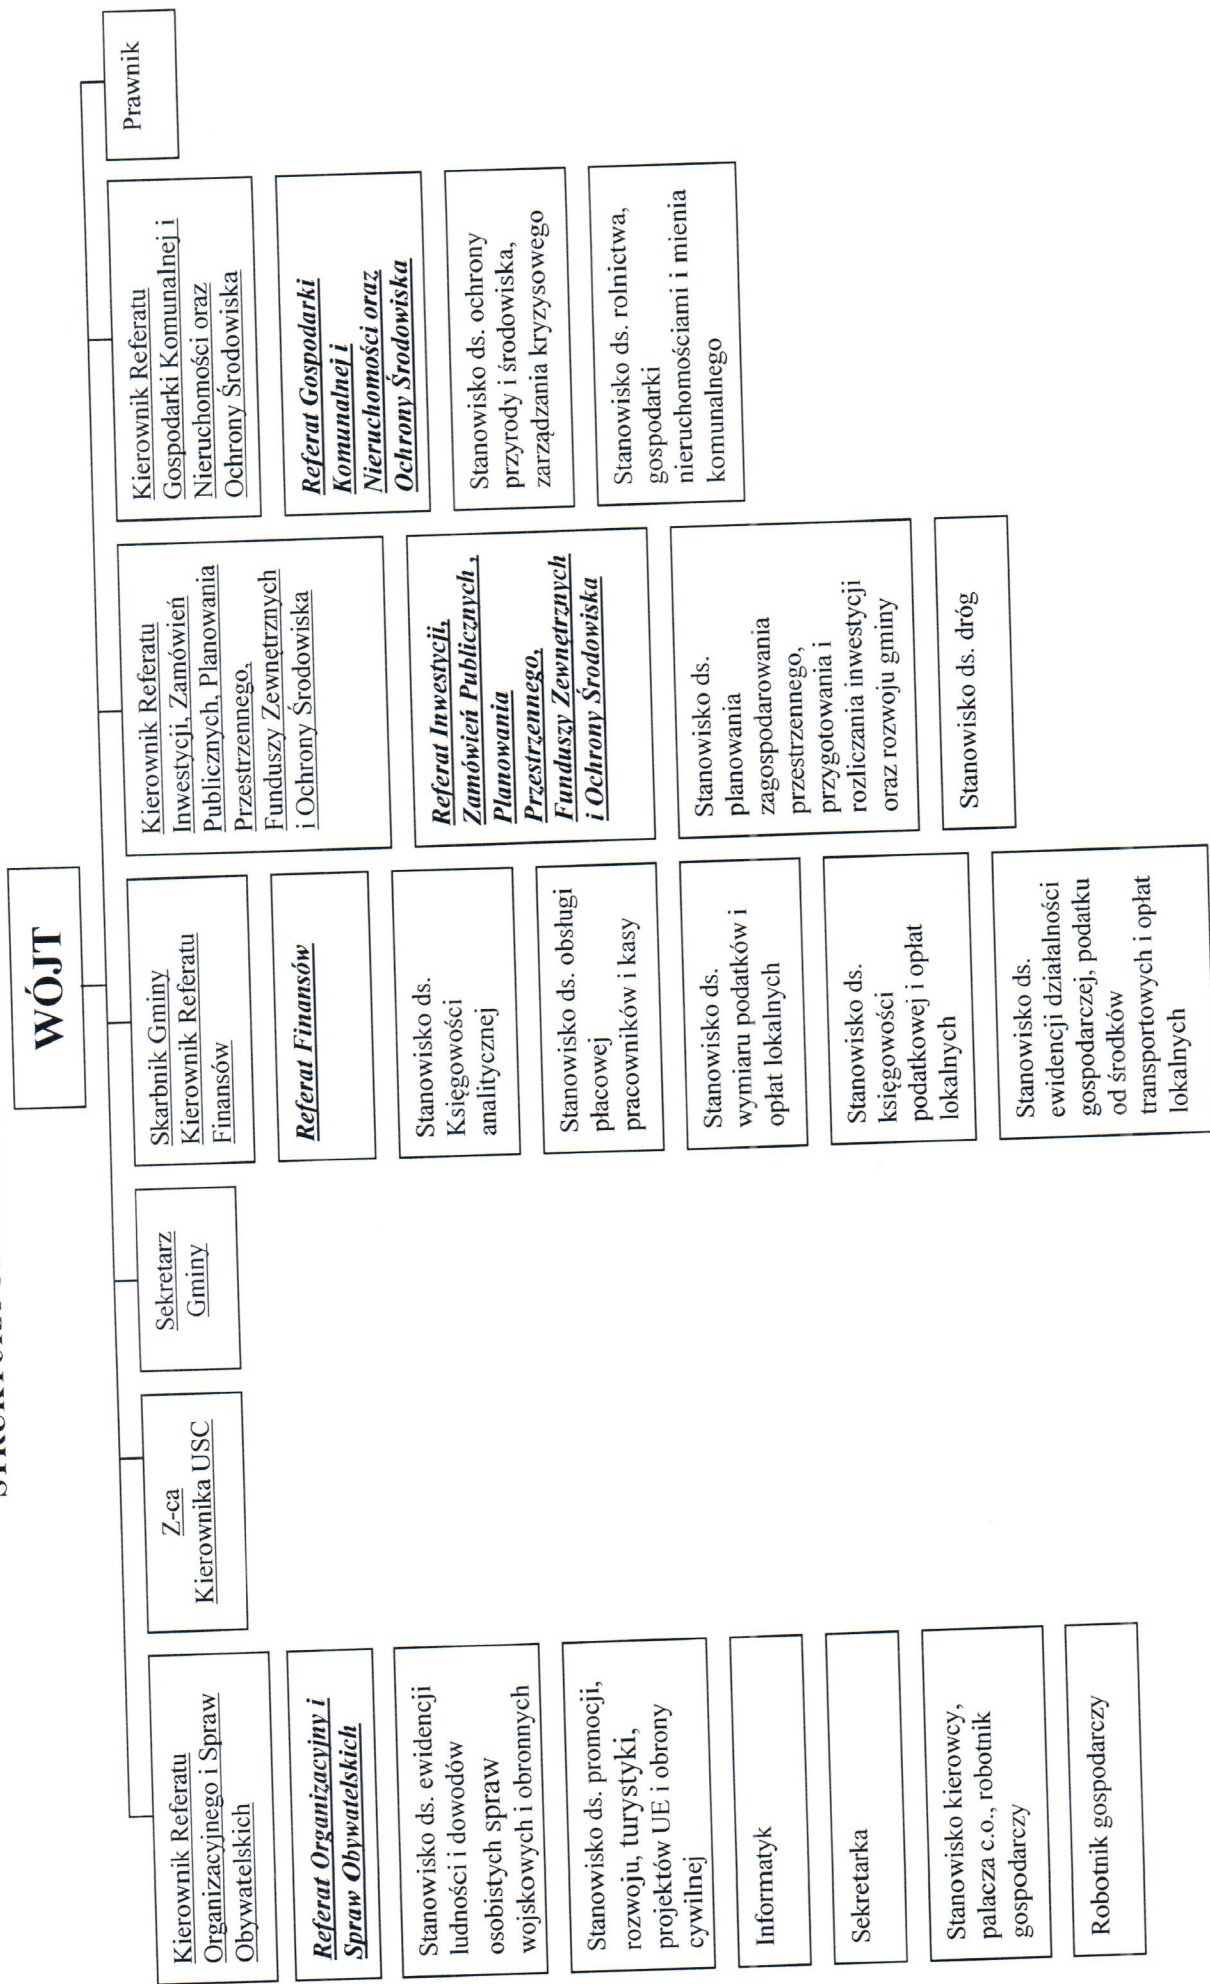 WÓJT
Kierownik Referatu
Organizacyjnego i Spraw
Obywatelskich
Referat Organizacyjny i
Spraw Obywatelskich
Stanowisko ds. ewidencji
ludności i dowodów
osobistych spraw
wojskowych i obronnych
Stanowisko ds. promocji,
rozwoju, turystyki,
projektów UE i obrony
cywilnej
Informatyk
Sekretarka
Stanowisko kierowcy,
palacza c.o., robotnik
gospodarczy
Robotnik gospodarczy
Z-ca
Kierownika USC
Sekretarz
Gminy
Skarbnik Gminy
Kierownik Referatu
Finansów
Referat Finansów
Stanowisko ds.
Księgowości
analitycznej
Stanowisko ds. obsługi
płacowej
pracowników i kasy
Stanowisko ds.
wymiaru podatków i
opłat lokalnych
Stanowisko ds.
księgowości
podatkowej i opłat
lokalnych
Stanowisko ds.
ewidencji działalności
gospodarczej, podatku
od środków
transportowych i opłat
lokalnych
Kierownik Referatu
Inwestycji, Zamówień
Publicznych, Planowania
Przestrzennego,
Funduszy Zewnętrznych
i Ochrony Środowiska
Referat Inwestycji,
Zamówień Publicznych ,
Planowania
Przestrzennego,
Funduszy Zewnętrznych
i Ochrony Środowiska
Stanowisko ds.
planowania
zagospodarowania
przestrzennego,
przygotowania i
rozliczania inwestycji
oraz rozwoju gminy
Stanowisko ds. dróg
Kierownik Referatu
Gospodarki Komunalnej i
Nieruchomości oraz
Ochrony Środowiska
Referat Gospodarki
Komunalnej i
Nieruchomości oraz
Ochrony Środowiska
Stanowisko ds. ochrony
przyrody i środowiska,
zarządzania kryzysowego
Stanowisko ds. rolnictwa,
gospodarki
nieruchomościami i mienia
komunalnego
Prawnik